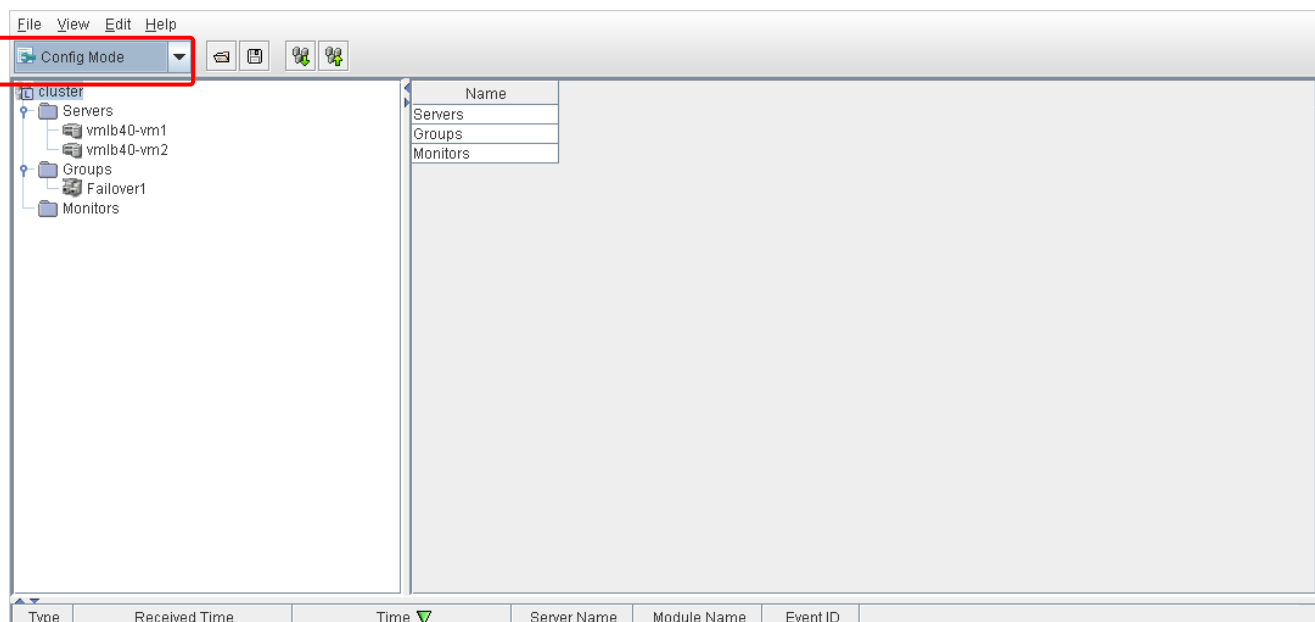 File View Edit Help
Config Mode
cluster
Servers
vmlb40-vm1
vmlb40-vm2
Groups
Failover1
Monitors
Name
Servers
Groups
Monitors
Type Received Time Time Server Name Module Name Event ID